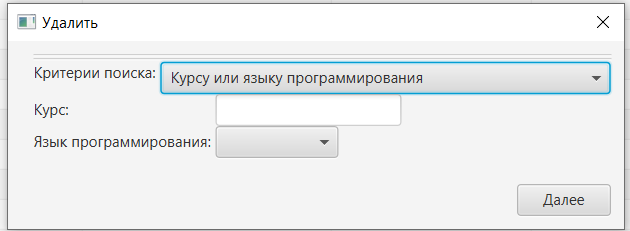 Удалить
Критерии поиска: Курсу или языку программирования
Курс:
Язык программирования:
Далее